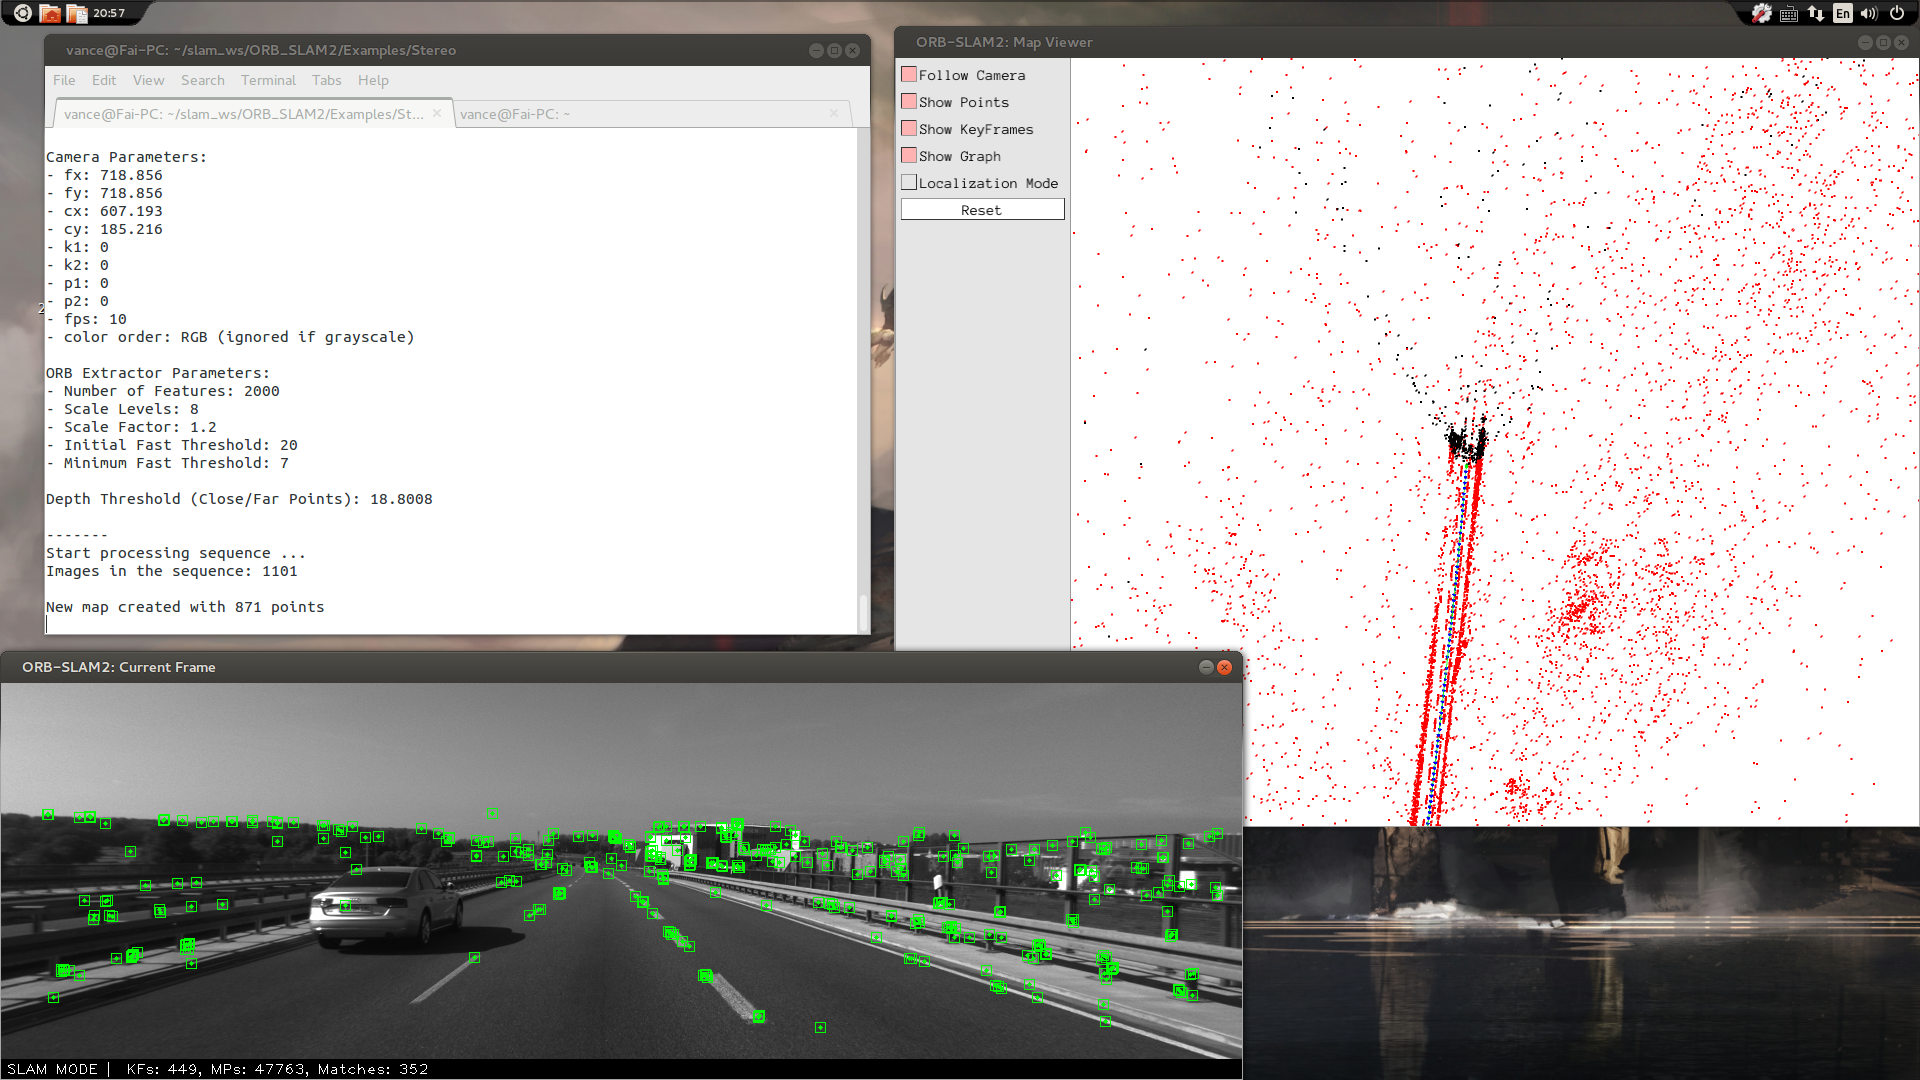 20:57
En
vance@Fai-PC: ~/slam_ws/ORB_SLAM2/Examples/Stereo
File Edit View Search Terminal Tabs Help
vance@Fai-PC: ~/slam_ws/ORB_SLAM2/Examples/St... ×
vance@Fai-PC: ~ ×
Camera Parameters:
- fx: 718.856
- fy: 718.856
- cx: 607.193
- cy: 185.216
- k1: 0
- k2: 0
- p1: 0
- p2: 0
- fps: 10
- color order: RGB (ignored if grayscale)
ORB Extractor Parameters:
- Number of Features: 2000
- Scale Levels: 8
- Scale Factor: 1.2
- Initial Fast Threshold: 20
- Minimum Fast Threshold: 7
Depth Threshold (Close/Far Points): 18.8008
-------
Start processing sequence ...
Images in the sequence: 1101
New map created with 871 points
2
ORB-SLAM2: Map Viewer
Follow Camera
Show Points
Show KeyFrames
Show Graph
Localization Mode
Reset
ORB-SLAM2: Current Frame
SLAM MODE | KFs: 449, MPs: 47763, Matches: 352